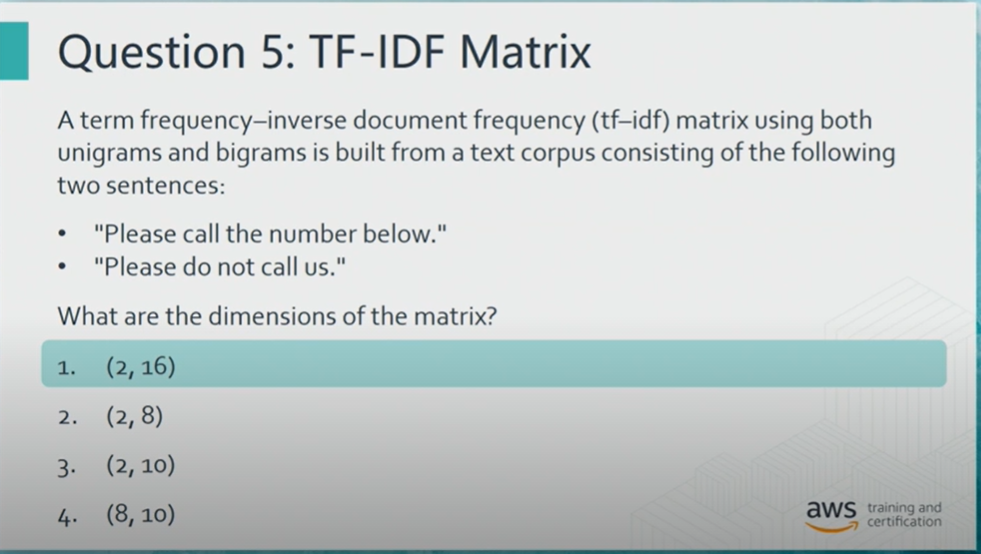 Question 5: TF-IDF Matrix
A term frequency–inverse document frequency (tf–idf) matrix using both
unigrams and bigrams is built from a text corpus consisting of the following
two sentences:
• "Please call the number below."
• "Please do not call us."
What are the dimensions of the matrix?
1. (2, 16)
2. (2, 8)
3. (2, 10)
4. (8, 10)
aws training and
certification